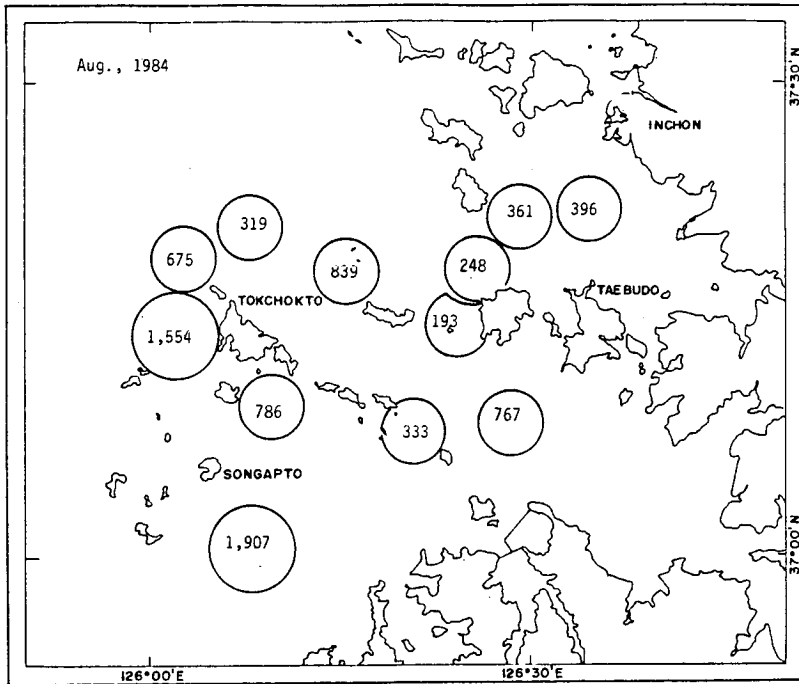 Aug., 1984
37°30' N
INCHON
361
396
319
675
839
248
TAEBUDO
TOKCHOKTO
193
1,554
786
767
333
SONGAPTO
1,907
37°00' N
126°00'E
126°30'E